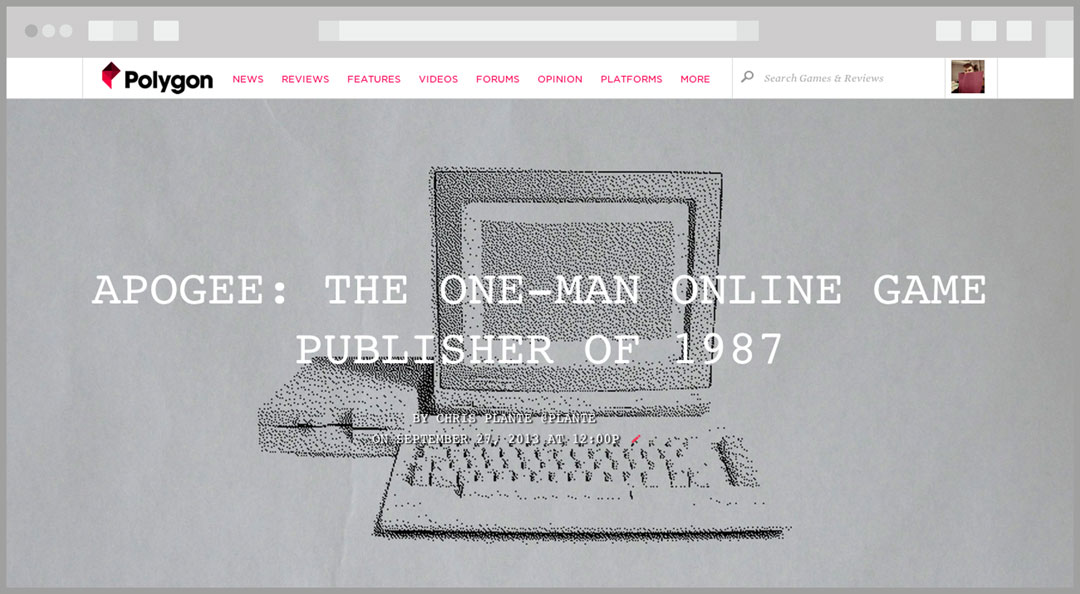 Polygon NEWS REVIEWS FEATURES VIDEOS FORUMS OPINION PLATFORMS MORE Search Games & Reviews
APOGEE: THE ONE-MAN ONLINE GAME
PUBLISHER OF 1987
BY CHRIS PLANTE @PLANTE
ON SEPTEMBER 27, 2013 AT 12:00P